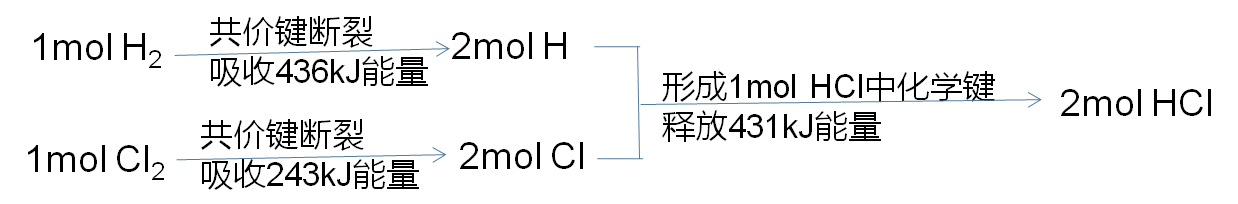 1mol H₂
共价键断裂
吸收436kJ能量
2mol H
1mol Cl₂
共价键断裂
吸收243kJ能量
2mol Cl
形成1mol HCl中化学键
释放431kJ能量
2mol HCl